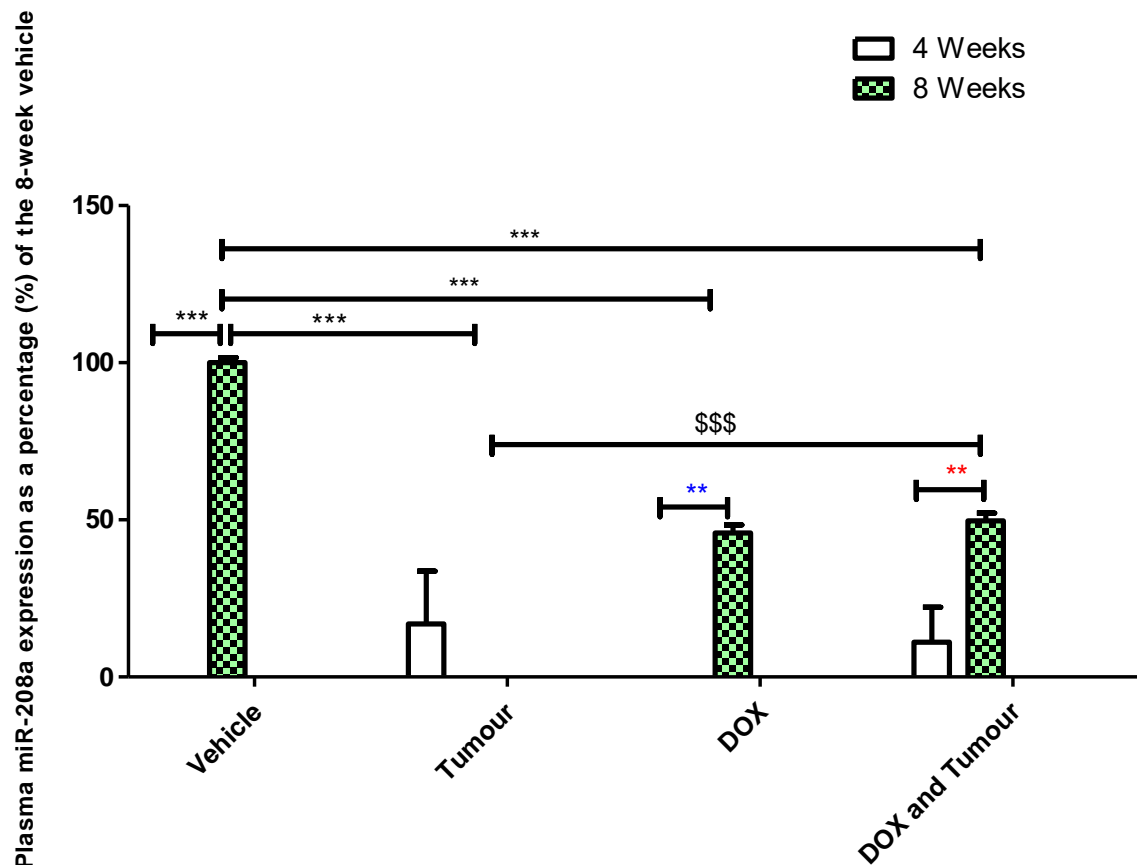 Plasma miR-208a expression as a percentage (%) of the 8-week vehicle
4 Weeks
8 Weeks
150
***
***
***
***
100
$$$
**
**
50
0
Vehicle
Tumour
DOX
DOX and Tumour